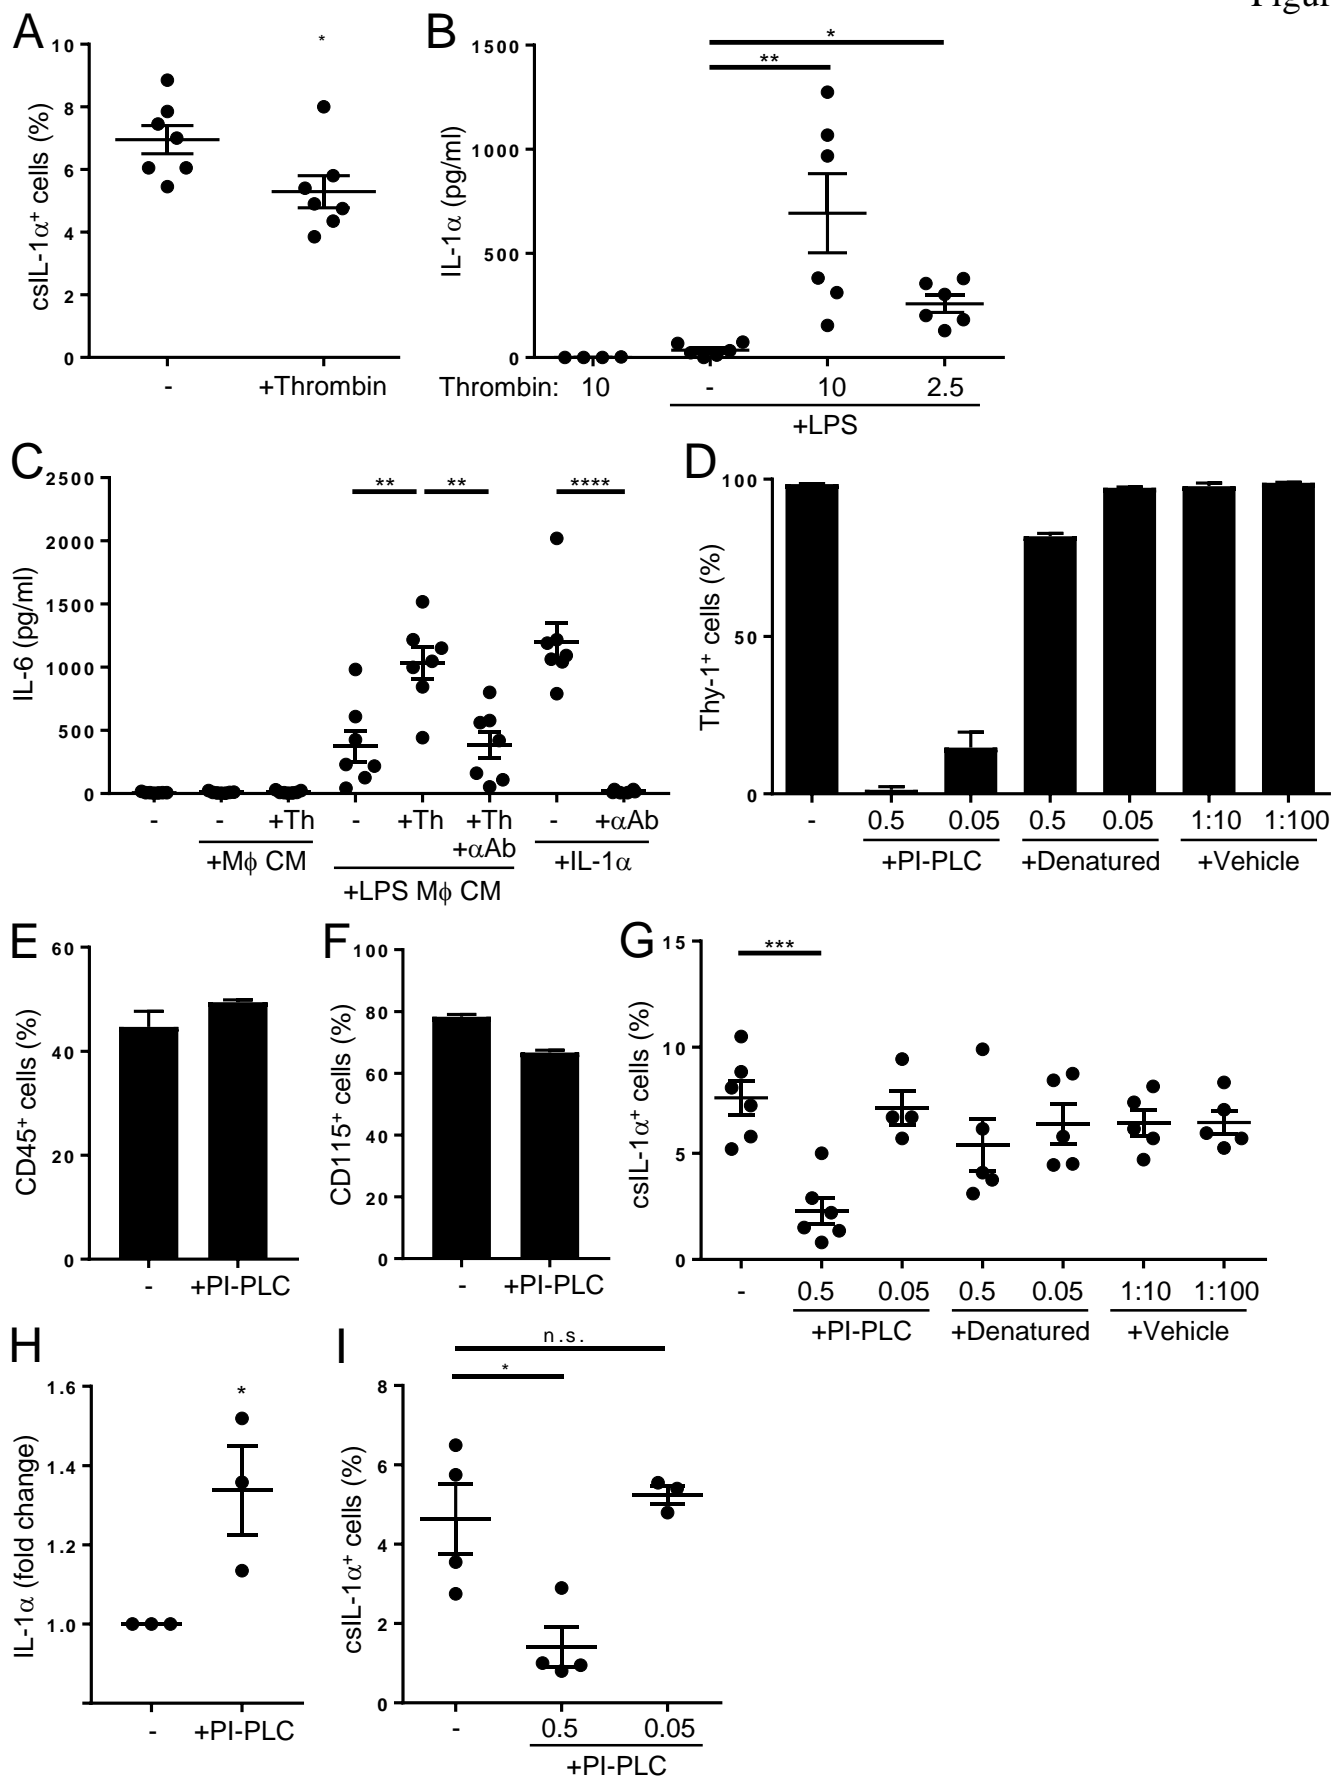 Figur
A
10
8
6
4
2
0
csIL-1α⁺ cells (%)
*
-
+Thrombin
B
1500
1000
500
0
IL-1α (pg/ml)
*
**
Thrombin:
10
-
10
2.5
+LPS
C
2500
2000
1500
1000
500
0
IL-6 (pg/ml)
**
**
****
-
-
+Th
-
+Th
+Th
-
+αAb
+αAb
+Mϕ CM
+IL-1α
+LPS Mϕ CM
D
100
50
0
Thy-1⁺ cells (%)
-
0.5
0.05
0.5
0.05
1:10
1:100
+PI-PLC
+Denatured
+Vehicle
E
60
40
20
0
CD45⁺ cells (%)
-
+PI-PLC
F
100
80
60
40
20
0
CD115⁺ cells (%)
-
+PI-PLC
G
15
10
5
0
csIL-1α⁺ cells (%)
***
-
0.5
0.05
0.5
0.05
1:10
1:100
+PI-PLC
+Denatured
+Vehicle
H
1.6
1.4
1.2
1.0
IL-1α (fold change)
*
-
+PI-PLC
I
8
6
4
2
0
csIL-1α⁺ cells (%)
n.s.
*
-
0.5
0.05
+PI-PLC